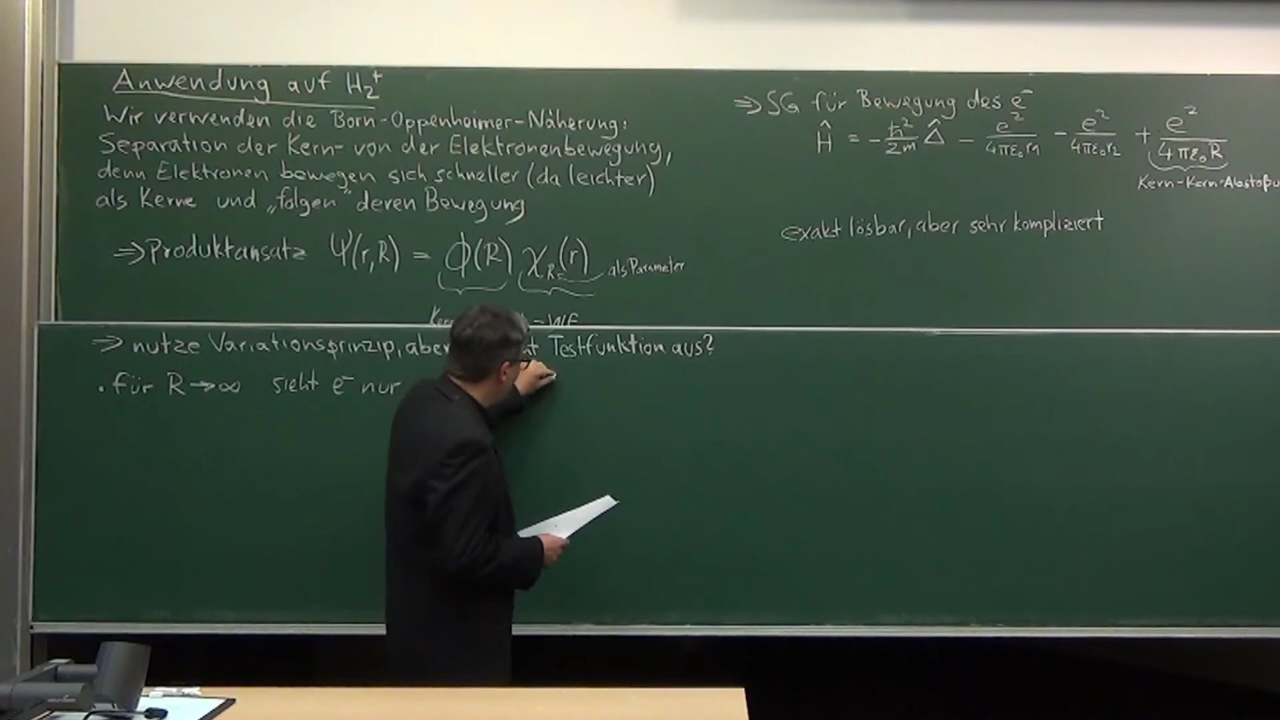 Anwendung auf H₂⁺
Wir verwenden die Born-Oppenheimer-Näherung:
Separation der Kern- von der Elektronenbewegung,
denn Elektronen bewegen sich schneller (da leichter)
als Kerne und „folgen" deren Bewegung
⇒ Produktansatz Ψ(r,R) = ϕ(R) χ_R(r) als Parameter
⇒ SG für Bewegung des e⁻
Ĥ = -ħ²/2m Δ̂ - e²/4πε₀r₁ - e²/4πε₀r₂ + e²/4πε₀R
Kern-Kern-Abstoßu
exakt lösbar, aber sehr kompliziert
⇒ nutze Variationsprinzip, aber Testfunktion aus?
· für R→∞ sieht e⁻ nur